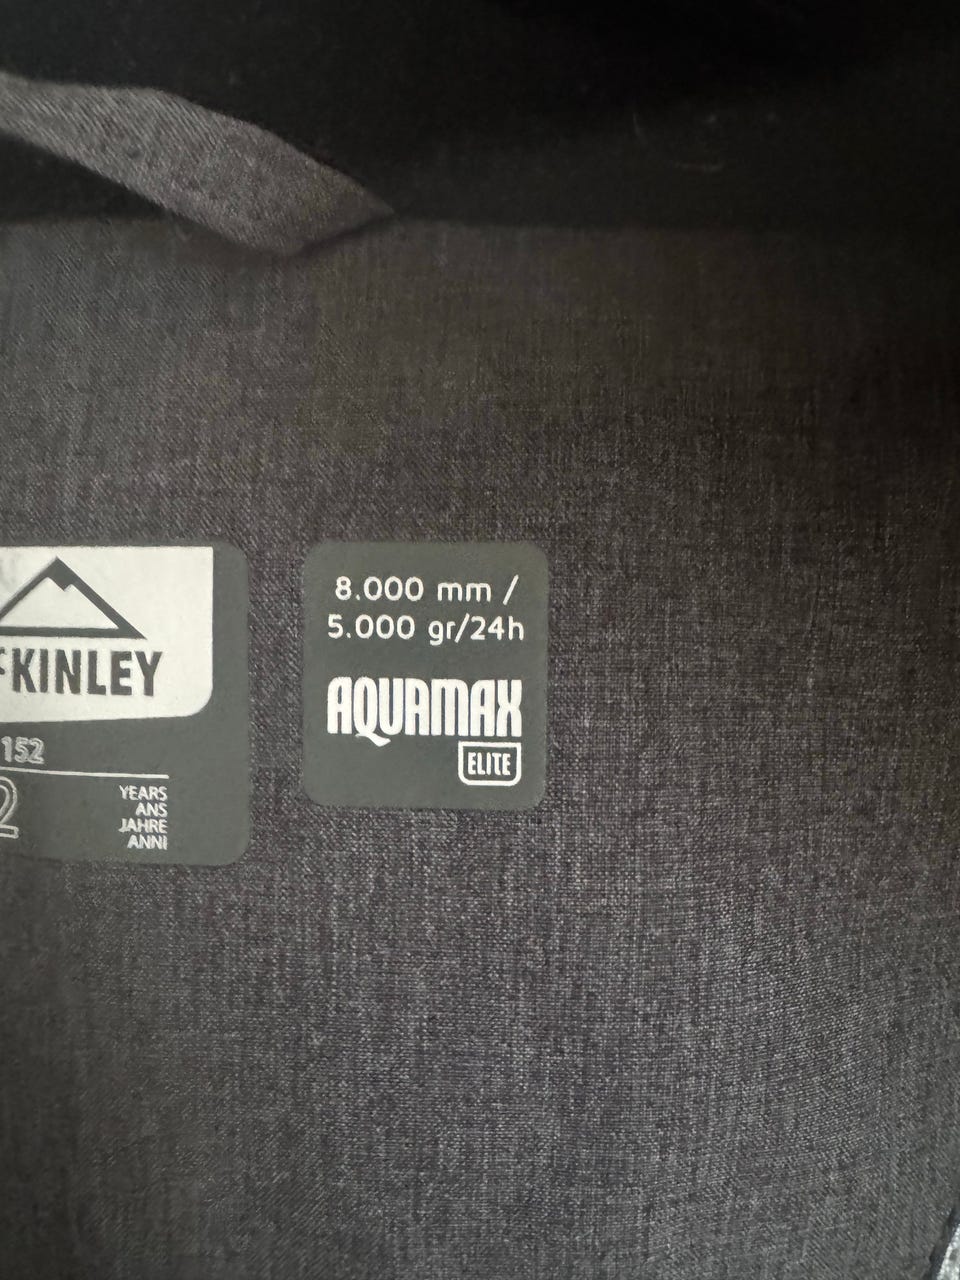 KINLEY
152
YEARS
ANS
JAHRE
ANNI
8.000 mm /
5.000 gr/24h
AQUAMAX
ELITE